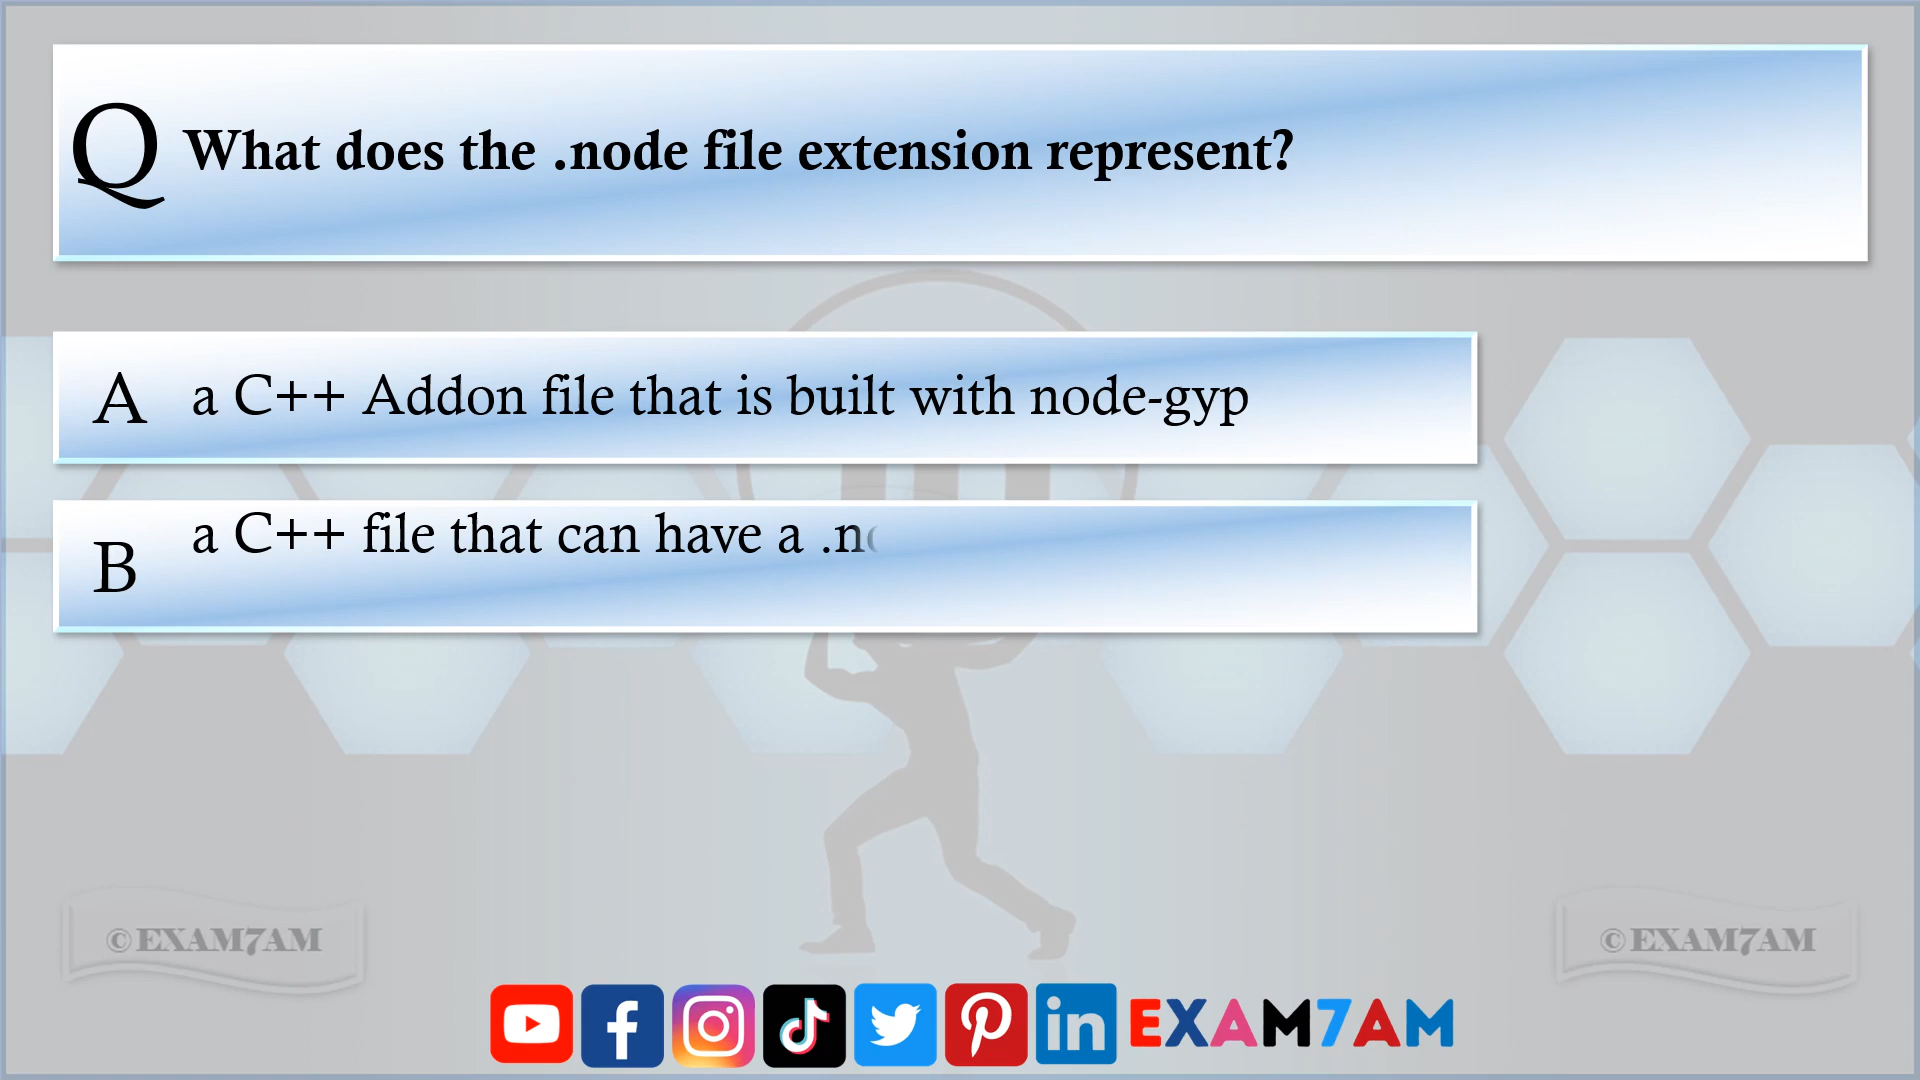 Q What does the .node file extension represent?
A a C++ Addon file that is built with node-gyp
B a C++ file that can have a
©EXAM7AM
©EXAM7AM
EXAM7AM